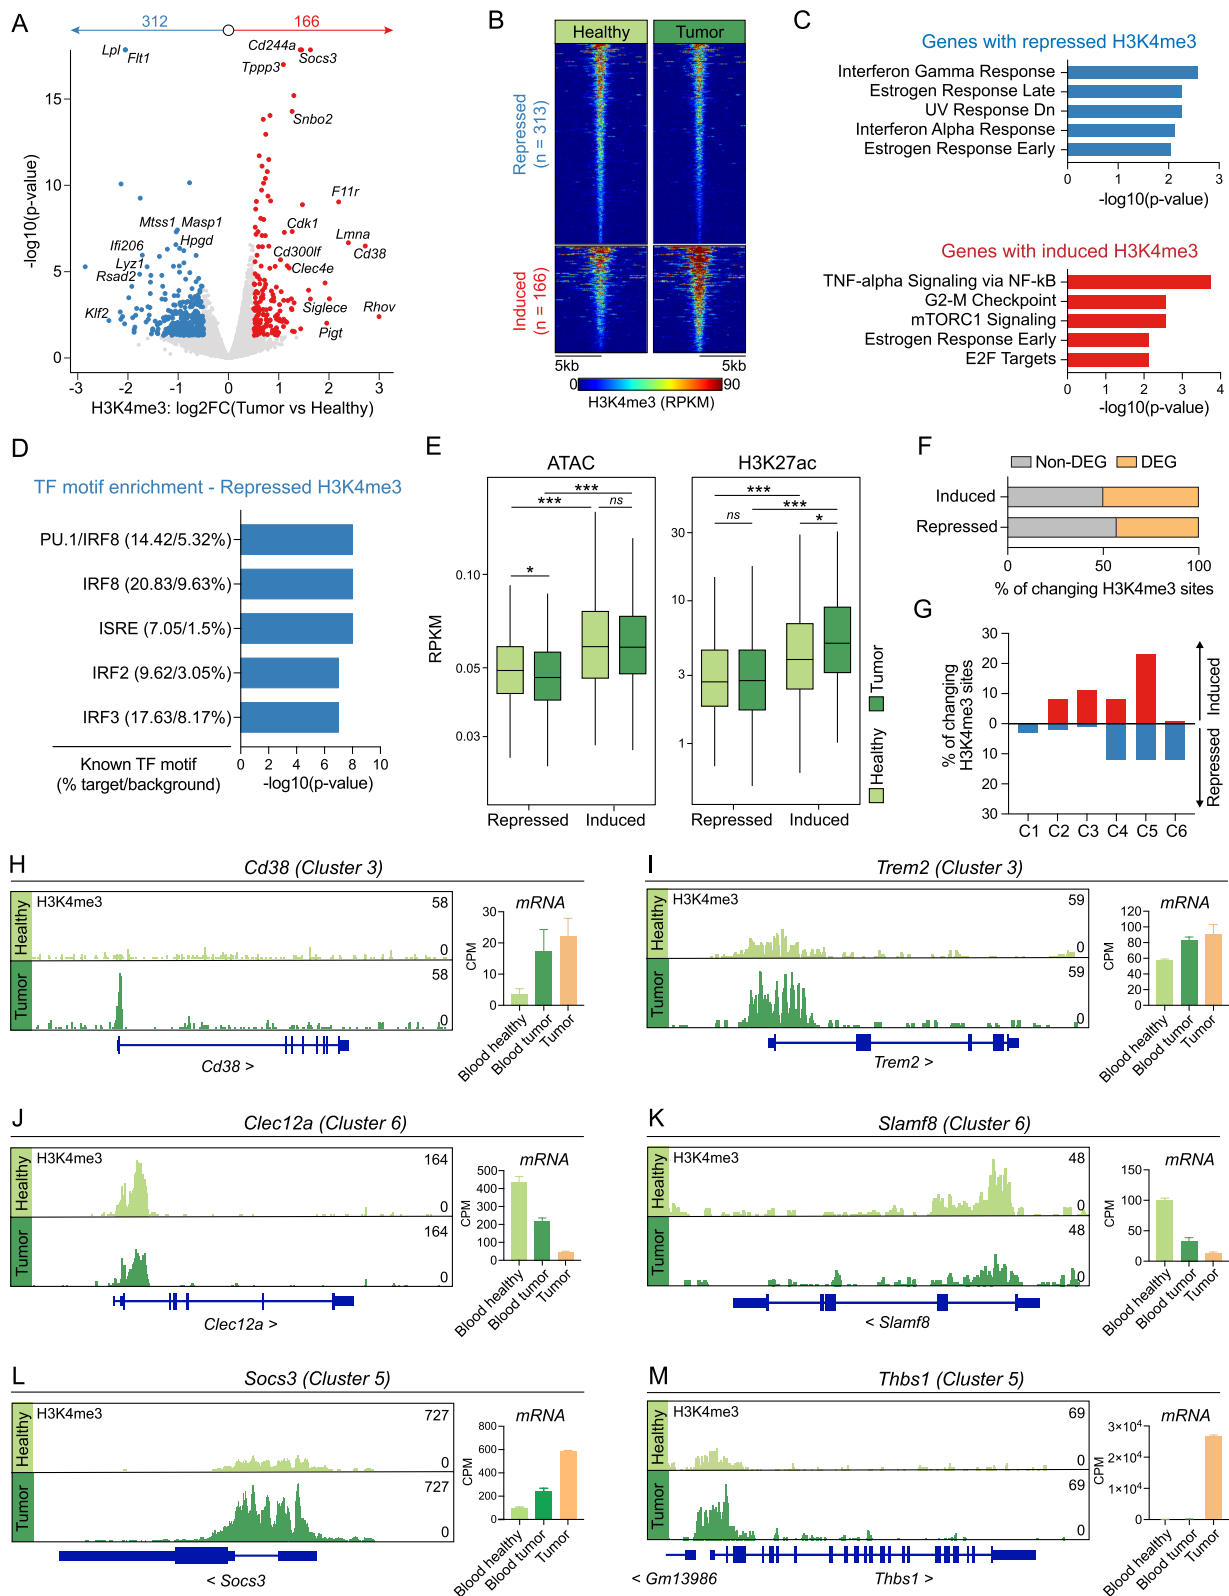 A
312
166
Lpl
Flt1
Cd244a
Socs3
Tppp3
Snbo2
F11r
Mtss1
Masp1
Cdk1
Ifi206
Hpgd
Lmna
Cd300lf
Cd38
Lyz1
Clec4e
Rsad2
Klf2
Siglece
Rhov
Pigt
15
10
5
0
-log10(p-value)
-3 -2 -1 0 1 2 3
H3K4me3: log2FC(Tumor vs Healthy)
B
Healthy Tumor
Repressed
(n = 313)
Induced
(n = 166)
5kb 5kb
0 90
H3K4me3 (RPKM)
C
Genes with repressed H3K4me3
Interferon Gamma Response
Estrogen Response Late
UV Response Dn
Interferon Alpha Response
Estrogen Response Early
0 1 2 3
-log10(p-value)
Genes with induced H3K4me3
TNF-alpha Signaling via NF-kB
G2-M Checkpoint
mTORC1 Signaling
Estrogen Response Early
E2F Targets
0 1 2 3 4
-log10(p-value)
D
TF motif enrichment - Repressed H3K4me3
PU.1/IRF8 (14.42/5.32%)
IRF8 (20.83/9.63%)
ISRE (7.05/1.5%)
IRF2 (9.62/3.05%)
IRF3 (17.63/8.17%)
Known TF motif
(% target/background)
0 2 4 6 8 10
-log10(p-value)
E
ATAC
H3K27ac
RPKM
0.10
0.05
0.03
*
***
***
ns
30
10
3
1
ns
***
***
*
Repressed Induced
Repressed Induced
Healthy
Tumor
F
Non-DEG DEG
Induced
Repressed
0 50 100
% of changing H3K4me3 sites
G
% of changing
H3K4me3 sites
30
20
10
0
10
20
30
C1 C2 C3 C4 C5 C6
Induced
Repressed
H
Cd38 (Cluster 3)
Healthy
H3K4me3
58
0
Tumor
58
0
Cd38 >
mRNA
CPM
30
20
10
0
Blood healthy
Blood tumor
Tumor
I
Trem2 (Cluster 3)
Healthy
H3K4me3
59
0
Tumor
59
0
Trem2 >
mRNA
CPM
120
100
80
60
40
20
0
Blood healthy
Blood tumor
Tumor
J
Clec12a (Cluster 6)
Healthy
H3K4me3
164
0
Tumor
164
0
Clec12a >
mRNA
CPM
500
400
300
200
100
0
Blood healthy
Blood tumor
Tumor
K
Slamf8 (Cluster 6)
Healthy
H3K4me3
48
0
Tumor
48
0
< Slamf8
mRNA
CPM
150
100
50
0
Blood healthy
Blood tumor
Tumor
L
Socs3 (Cluster 5)
Healthy
H3K4me3
727
0
Tumor
727
0
< Socs3
mRNA
CPM
800
600
400
200
0
Blood healthy
Blood tumor
Tumor
M
Thbs1 (Cluster 5)
Healthy
H3K4me3
69
0
Tumor
69
0
< Gm13986
Thbs1 >
mRNA
CPM
3×10⁴
2×10⁴
1×10⁴
0
Blood healthy
Blood tumor
Tumor